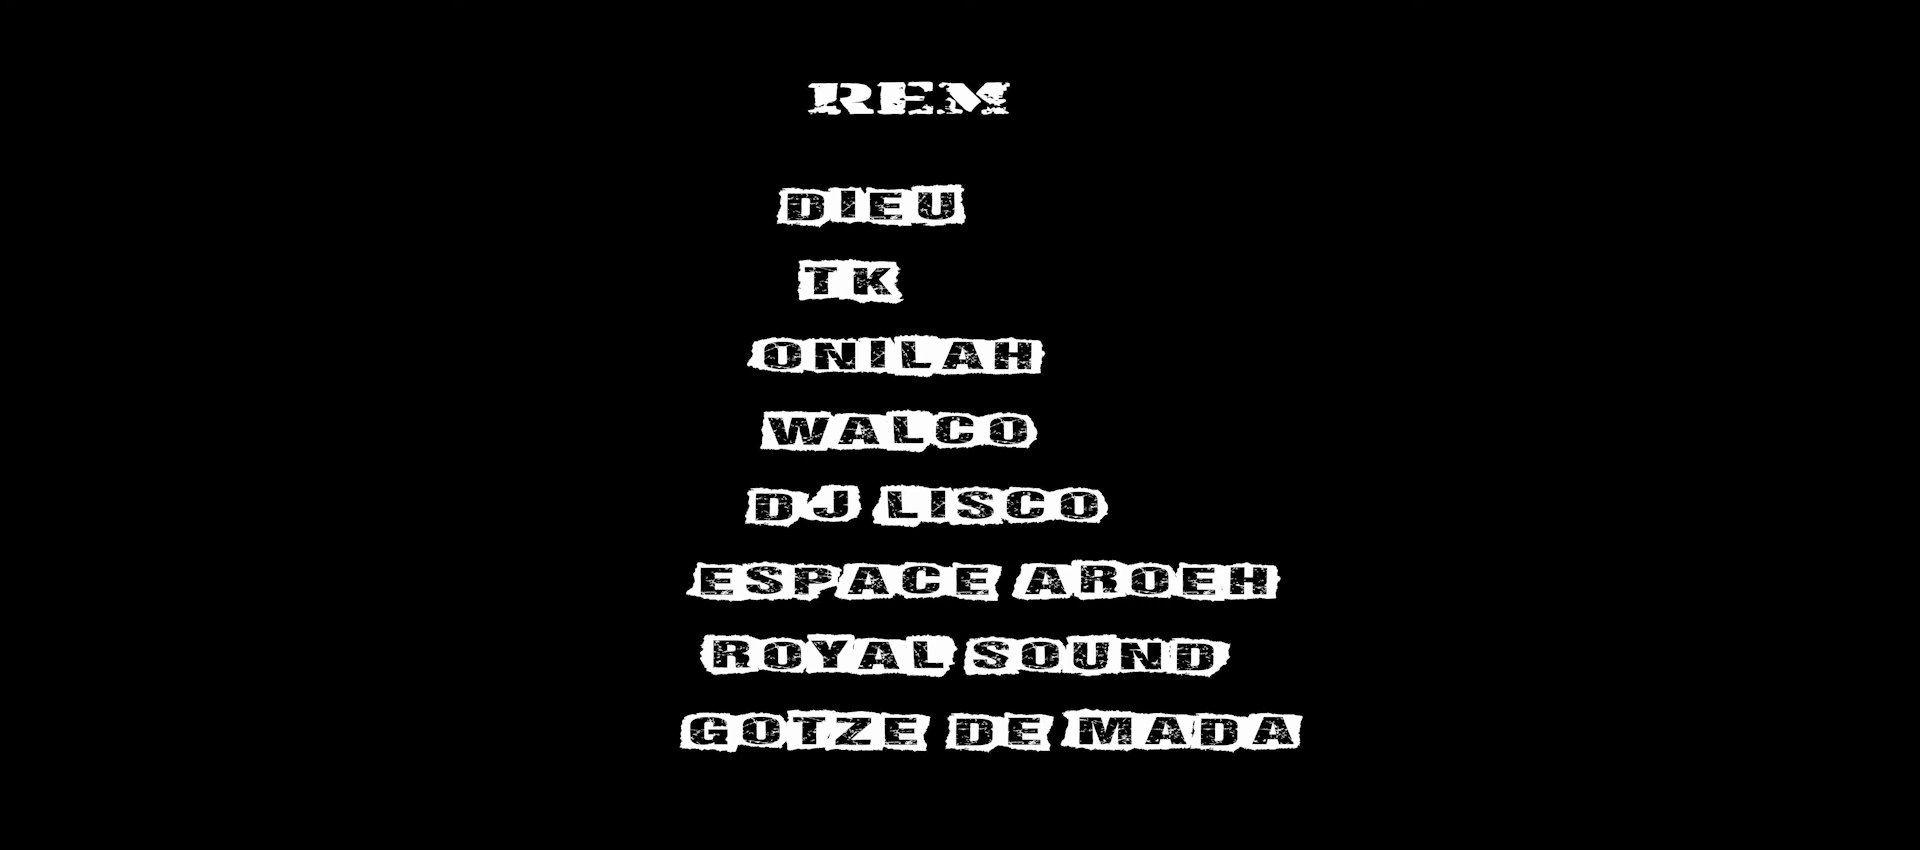 REM
DIEU
TK
ONILAH
WALCO
DJ LISCO
ESPACE AROEH
ROYAL SOUND
GOTZE DE MADA